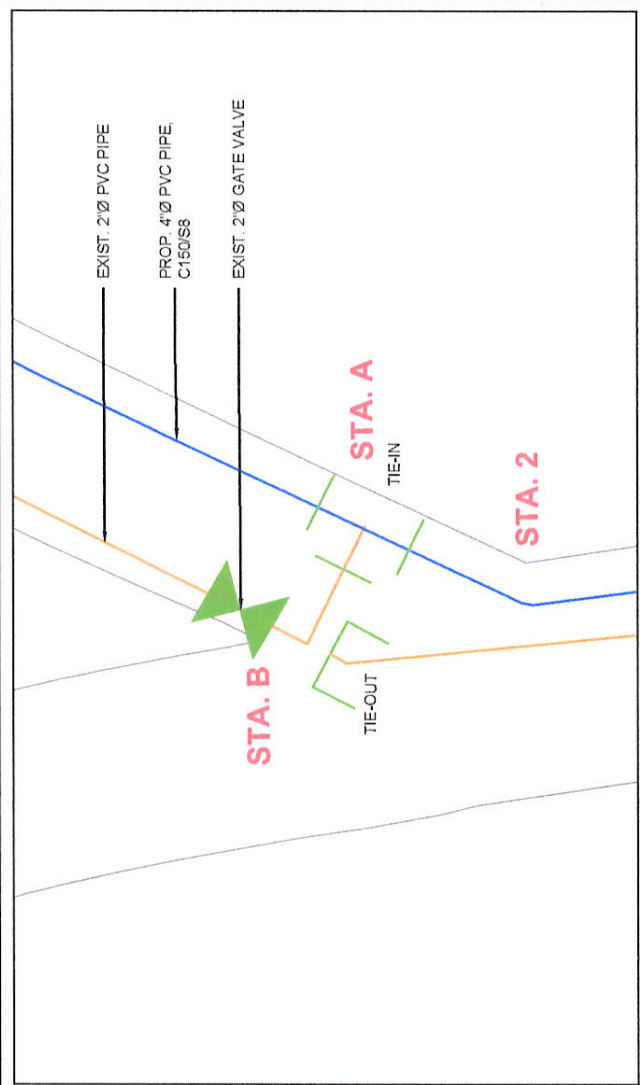 EXIST. 2"Ø PVC PIPE
PROP. 4"Ø PVC PIPE,
C150/S8
EXIST. 2"Ø GATE VALVE
STA. A
TIE-IN
STA. 2
STA. B
TIE-OUT